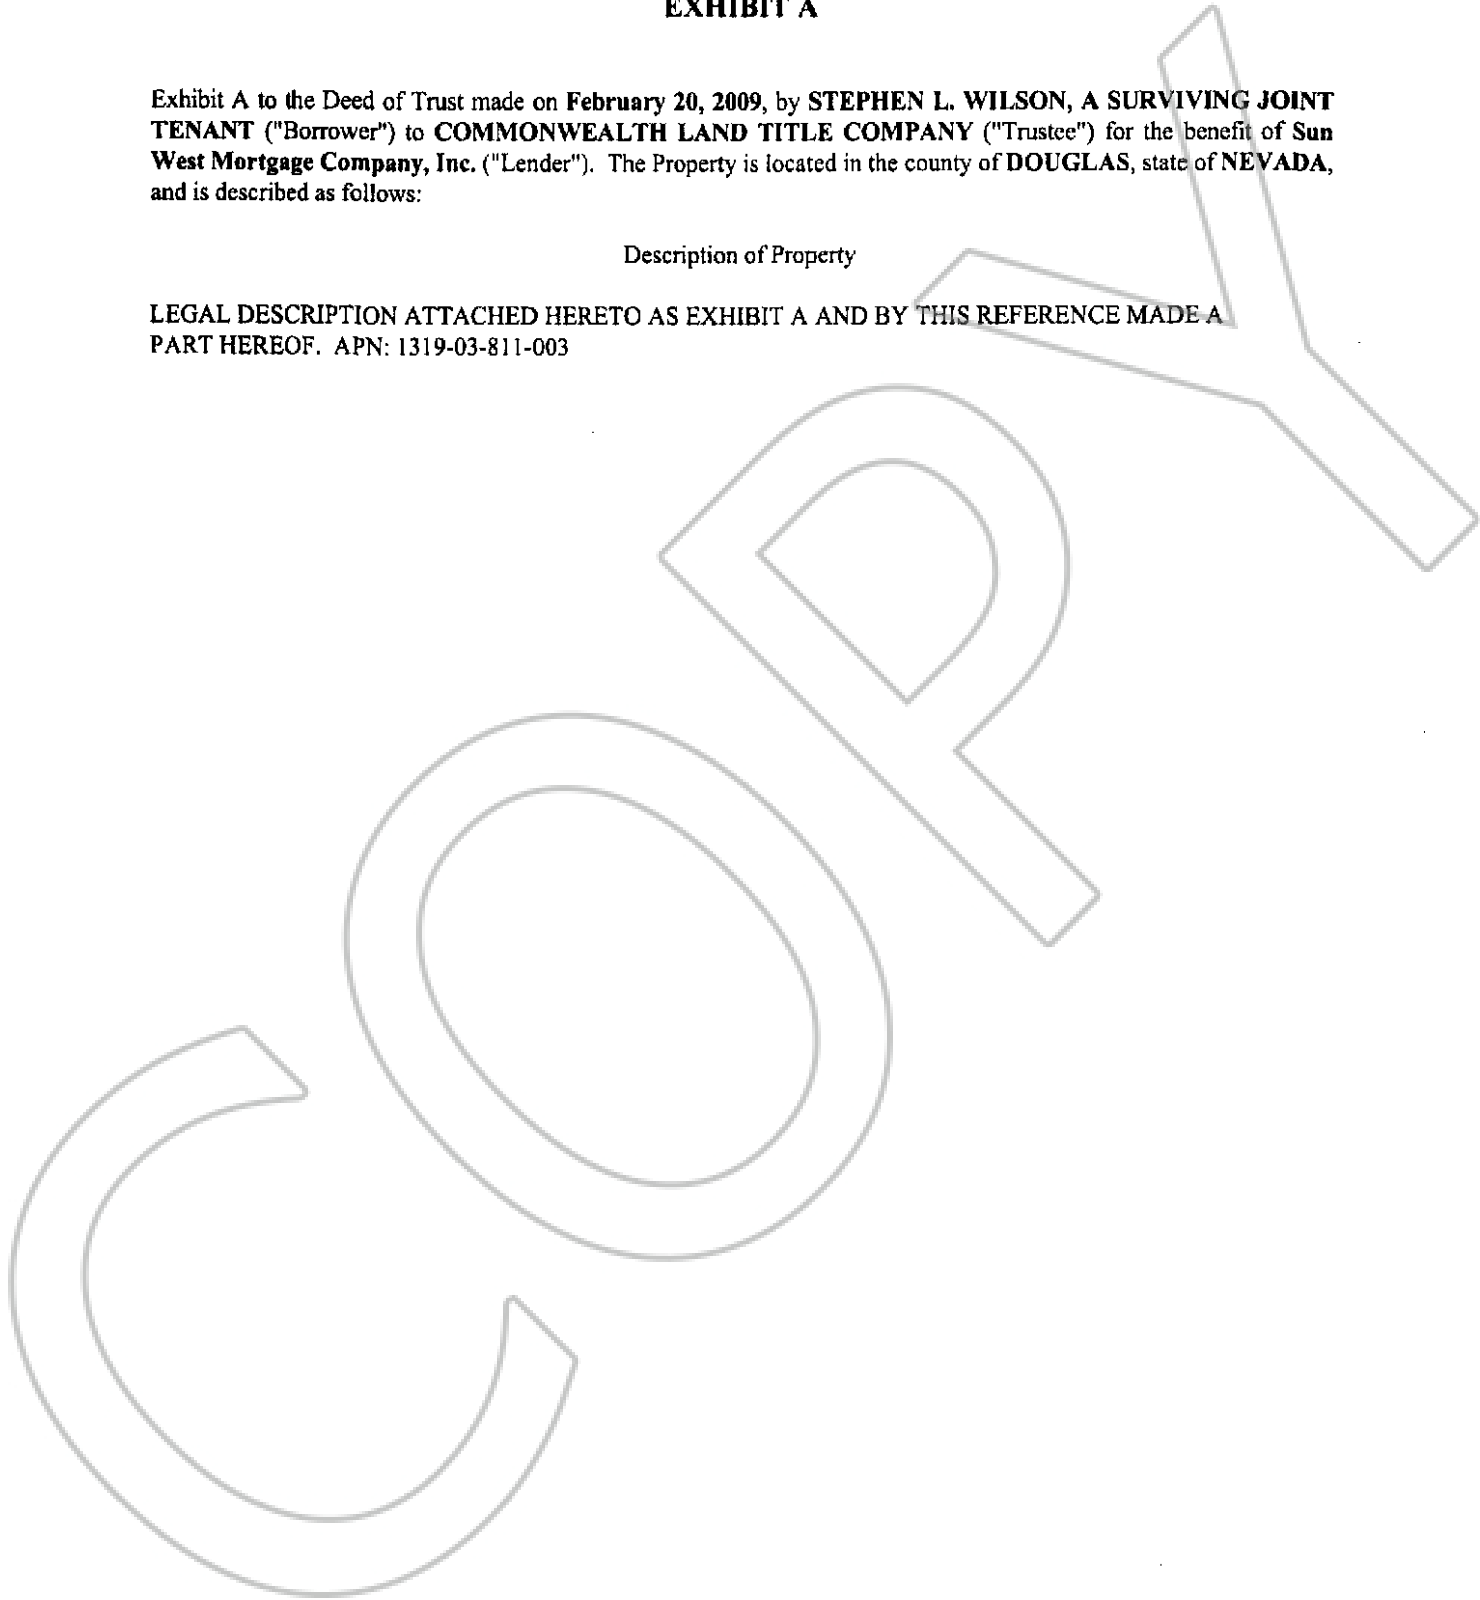 EXHIBIT A
Exhibit A to the Deed of Trust made on February 20, 2009, by STEPHEN L. WILSON, A SURVIVING JOINT
TENANT ("Borrower") to COMMONWEALTH LAND TITLE COMPANY ("Trustee") for the benefit of Sun
West Mortgage Company, Inc. ("Lender"). The Property is located in the county of DOUGLAS, state of NEVADA,
and is described as follows:
Description of Property
LEGAL DESCRIPTION ATTACHED HERETO AS EXHIBIT A AND BY THIS REFERENCE MADE A
PART HEREOF. APN: 1319-03-811-003
COPY